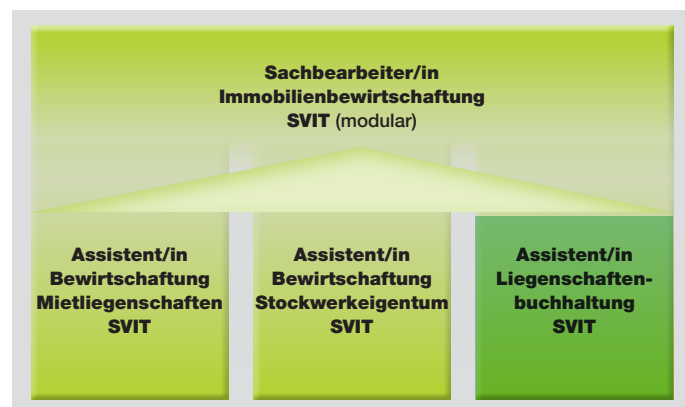 Sachbearbeiter/in
Immobilienbewirtschaftung
SVIT (modular)
Assistent/in
Bewirtschaftung
Mietliegenschaften
SVIT
Assistent/in
Bewirtschaftung
Stockwerkeigentum
SVIT
Assistent/in
Liegenschaften-
buchhaltung
SVIT